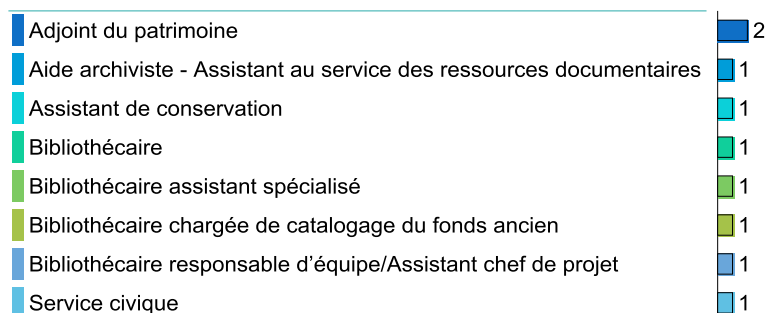 Adjoint du patrimoine 2
Aide archiviste - Assistant au service des ressources documentaires 1
Assistant de conservation 1
Bibliothécaire 1
Bibliothécaire assistant spécialisé 1
Bibliothécaire chargée de catalogage du fonds ancien 1
Bibliothécaire responsable d’équipe/Assistant chef de projet 1
Service civique 1